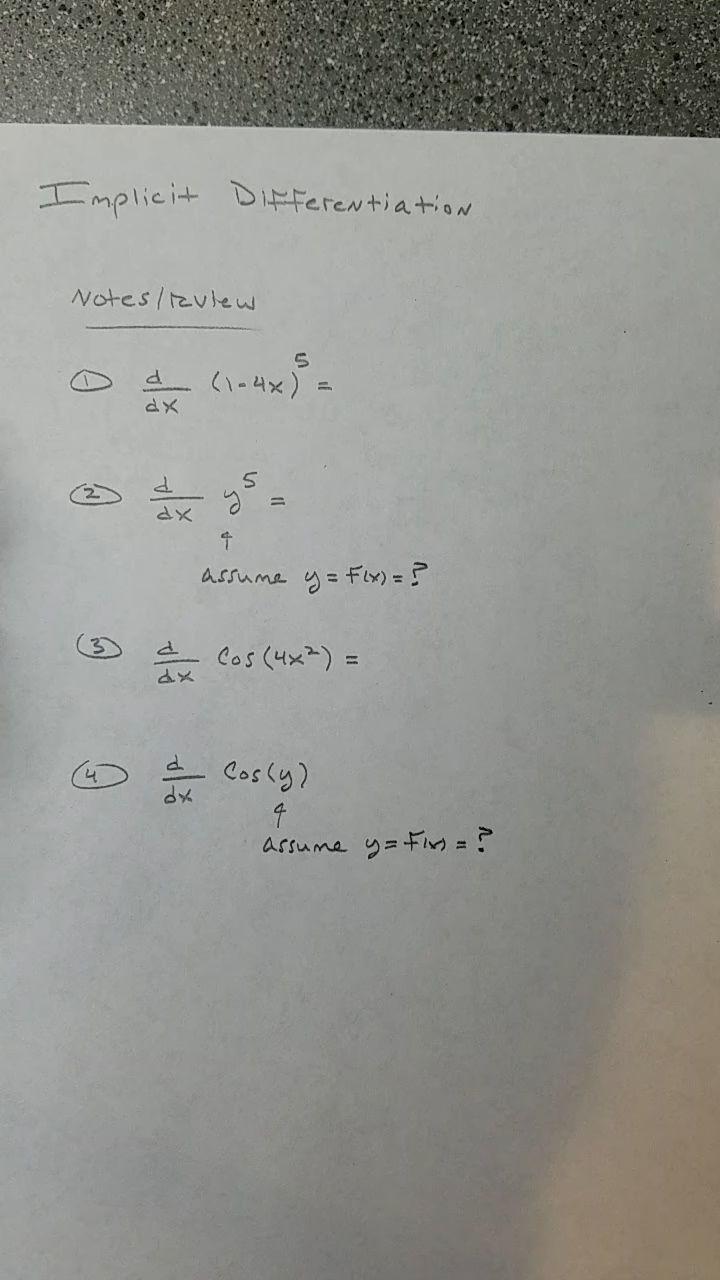 Implicit Differentiation
Notes/review
① d/dx (1-4x)^5 =
② d/dx y^5 =
↑
assume y = F(x) = ?
③ d/dx Cos(4x²) =
④ d/dx Cos(y)
↑
assume y = F(x) = ?